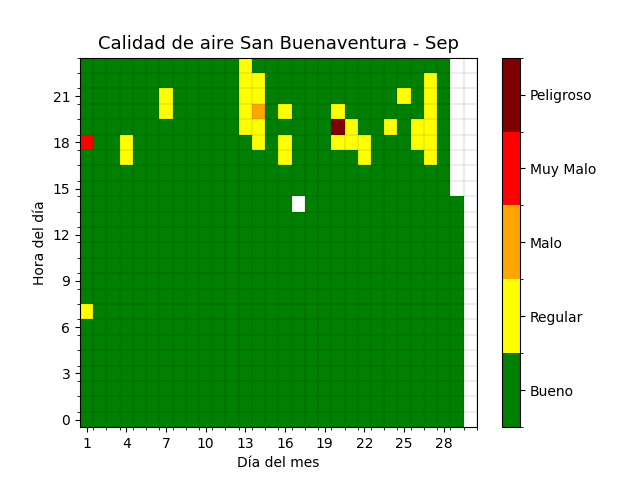 Calidad de aire San Buenaventura - Sep
Hora del día
21
18
15
12
9
6
3
0
1 4 7 10 13 16 19 22 25 28
Día del mes
Peligroso
Muy Malo
Malo
Regular
Bueno